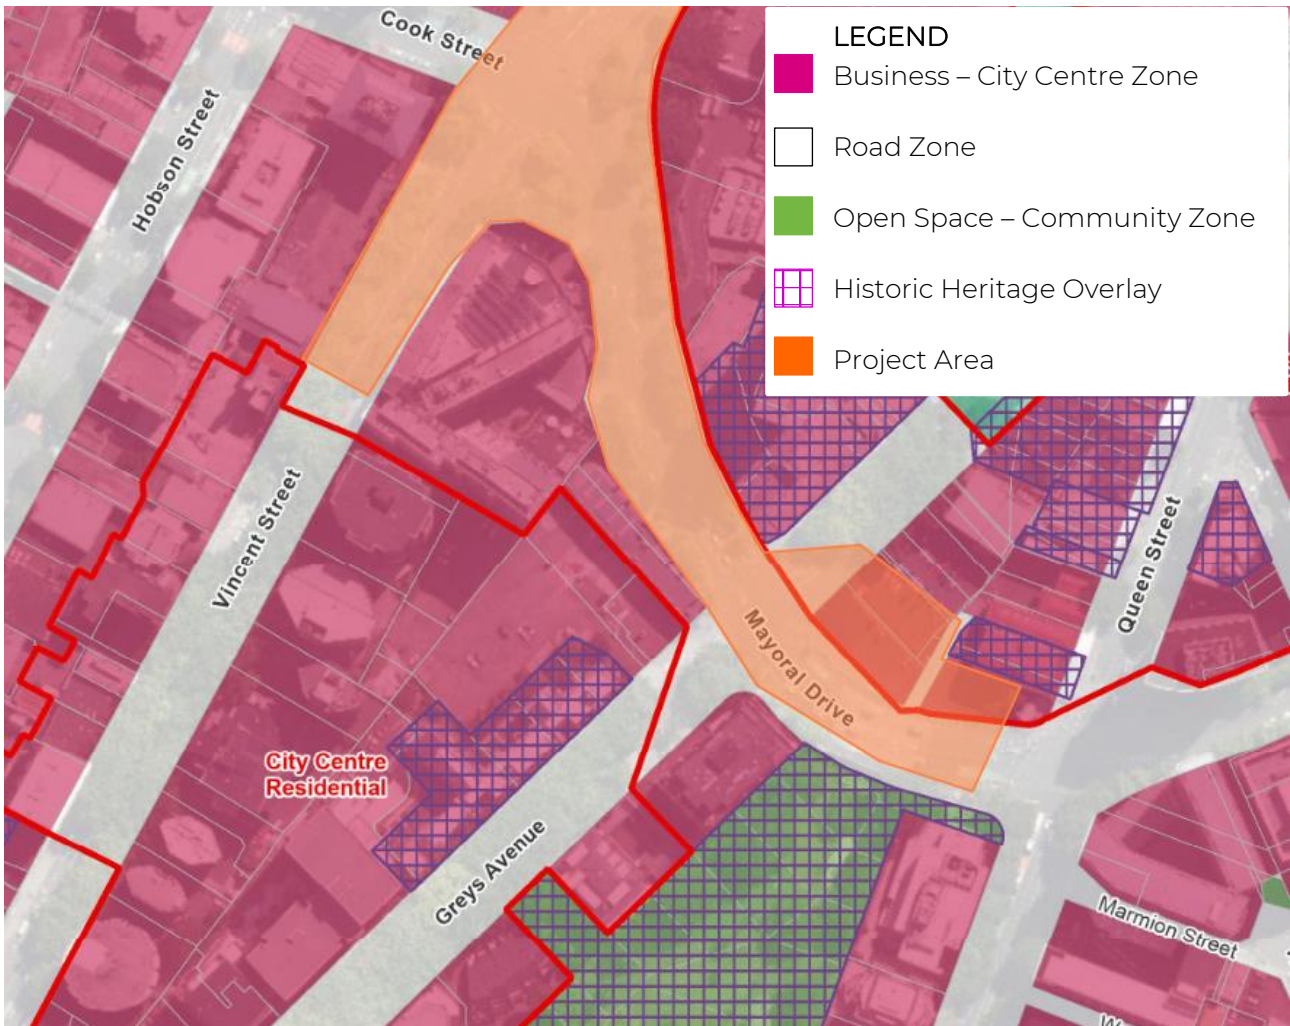 Cook Street
LEGEND
Business – City Centre Zone
Road Zone
Open Space – Community Zone
Historic Heritage Overlay
Project Area
Hobson Street
Vincent Street
Queen Street
Mayoral Drive
City Centre
Residential
Greys Avenue
Marmion Street